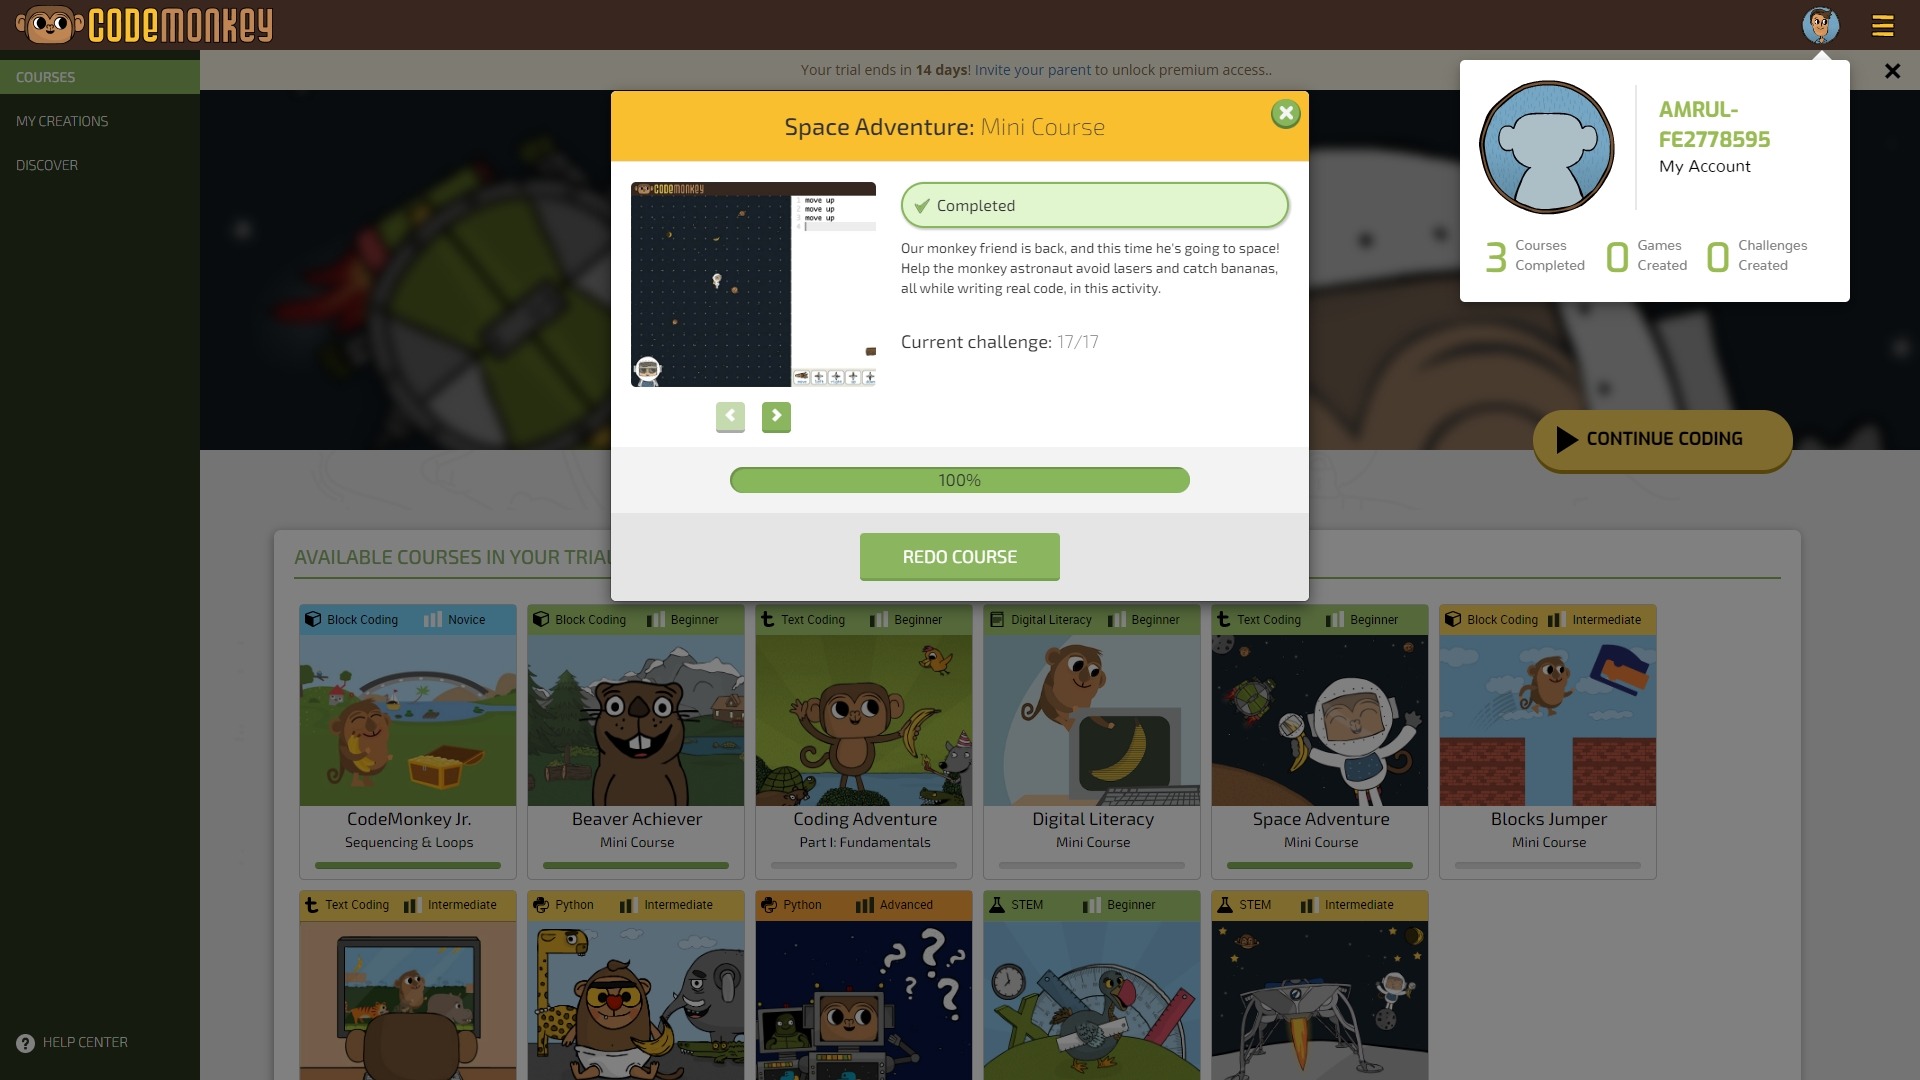 CODEMONKEY
COURSES
MY CREATIONS
DISCOVER
HELP CENTER
Your trial ends in 14 days! Invite your parent to unlock premium access..
AMRUL-
FE2778595
My Account
3 Courses Completed
0 Games Created
0 Challenges Created
Space Adventure: Mini Course
CODEMONKEY
1 move up
2 move up
3 move up
4
Completed
Our monkey friend is back, and this time he's going to space!
Help the monkey astronaut avoid lasers and catch bananas,
all while writing real code, in this activity.
Current challenge: 17/17
100%
REDO COURSE
CONTINUE CODING
AVAILABLE COURSES IN YOUR TRIAL
Block Coding Novice
CodeMonkey Jr.
Sequencing & Loops
Block Coding Beginner
Beaver Achiever
Mini Course
Text Coding Beginner
Coding Adventure
Part I: Fundamentals
Digital Literacy Beginner
Digital Literacy
Mini Course
Text Coding Beginner
Space Adventure
Mini Course
Block Coding Intermediate
Blocks Jumper
Mini Course
Text Coding Intermediate
Python Intermediate
Python Advanced
STEM Beginner
STEM Intermediate